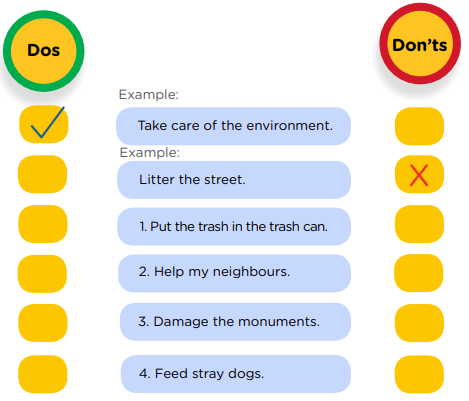 Dos
Don'ts
Example:
Take care of the environment.
Example:
Litter the street.
1. Put the trash in the trash can.
2. Help my neighbours.
3. Damage the monuments.
4. Feed stray dogs.